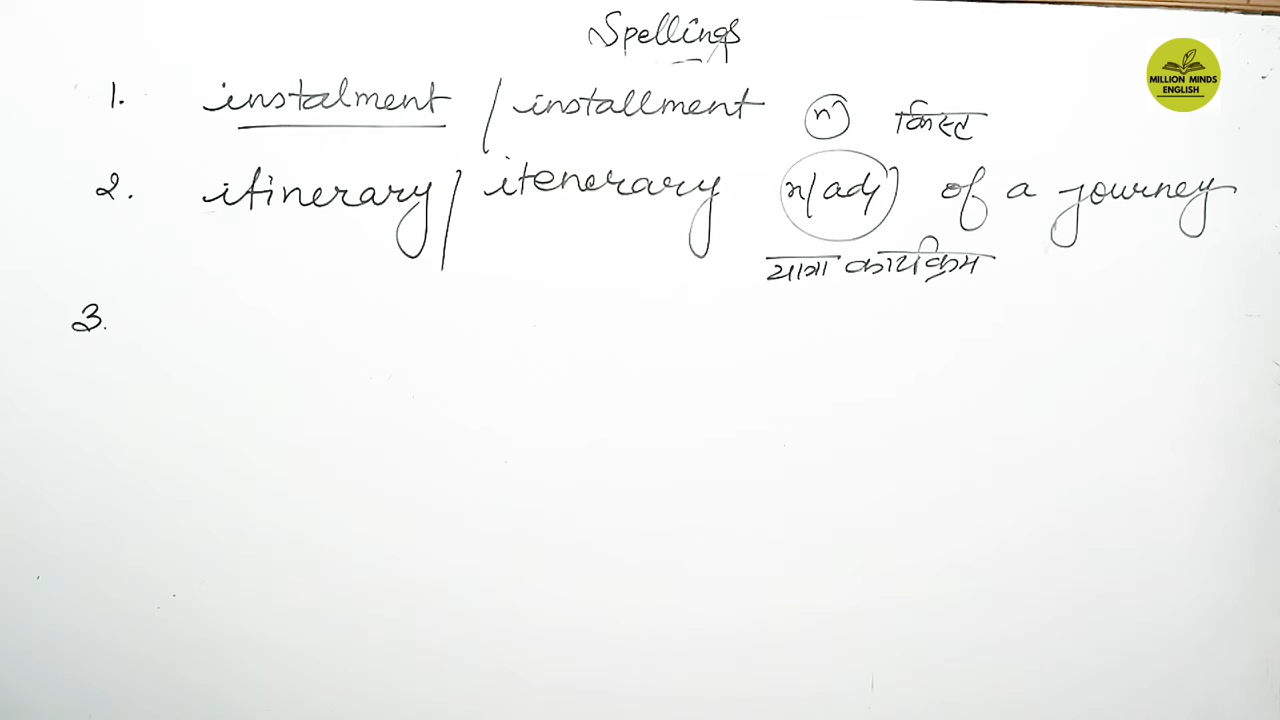 Spellings
MILLION MINDS
ENGLISH
1. instalment / installment (n) किस्त
2. itinerary / itenerary (n/adj) of a journey
यात्रा कार्यक्रम
3.